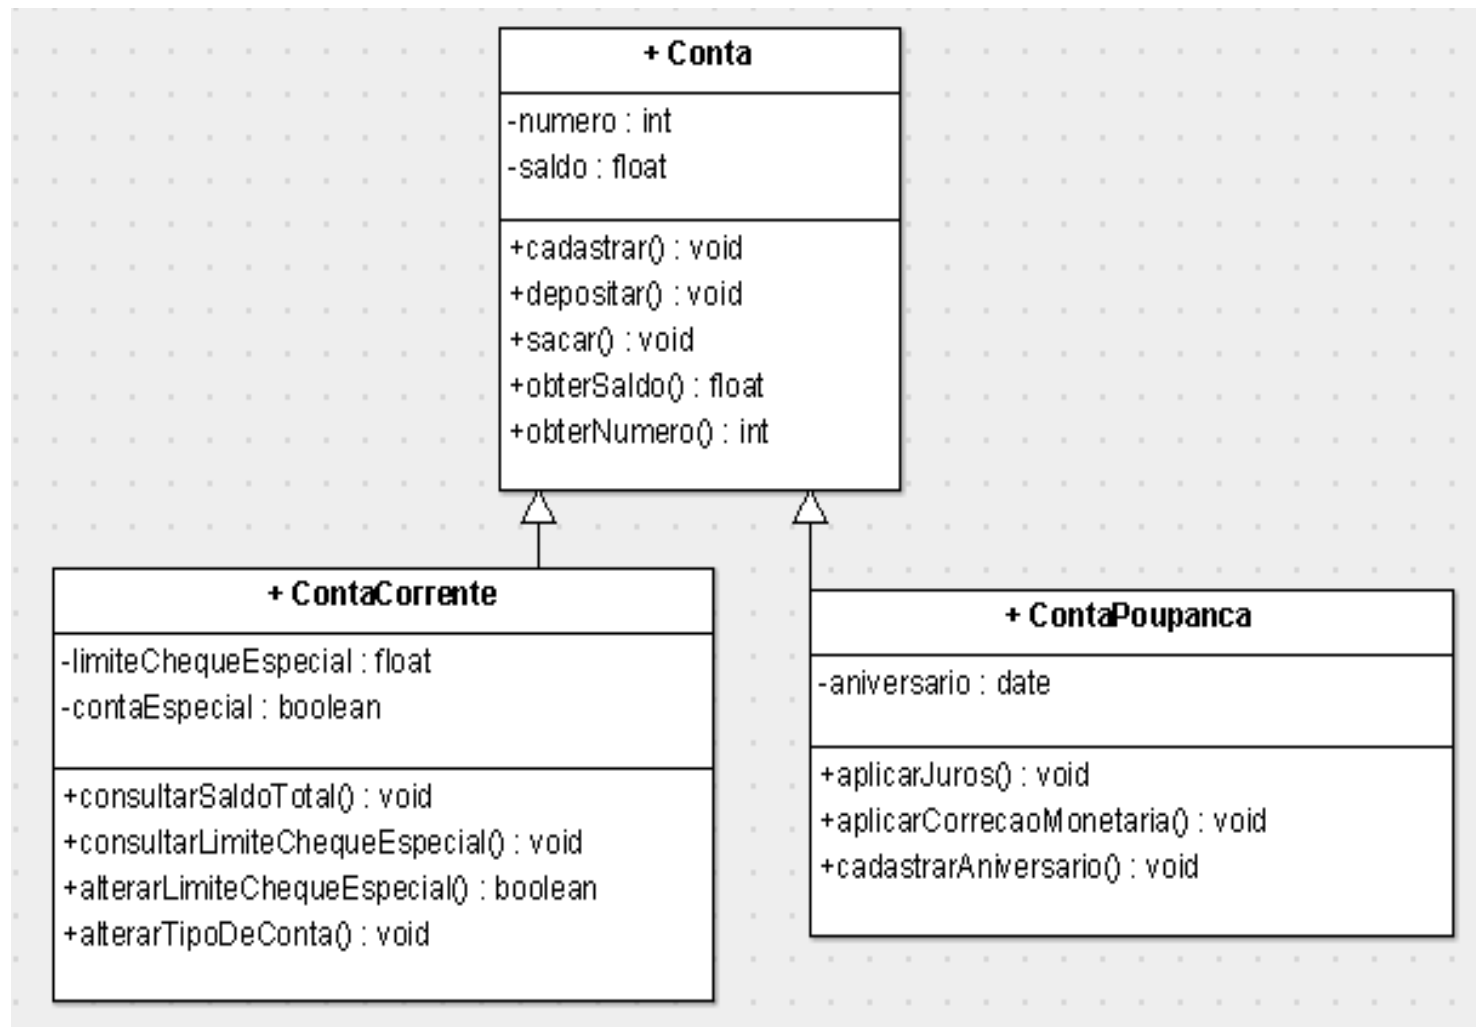 + Conta
-numero : int
-saldo : float
+cadastrar() : void
+depositar() : void
+sacar() : void
+obterSaldo() : float
+obterNumero() : int
+ ContaCorrente
-limiteChequeEspecial : float
-contaEspecial : boolean
+consultarSaldoTotal() : void
+consultarLimiteChequeEspecial() : void
+alterarLimiteChequeEspecial() : boolean
+alterarTipoDeConta() : void
+ ContaPoupanca
-aniversario : date
+aplicarJuros() : void
+aplicarCorrecaoMonetaria() : void
+cadastrarAniversario() : void